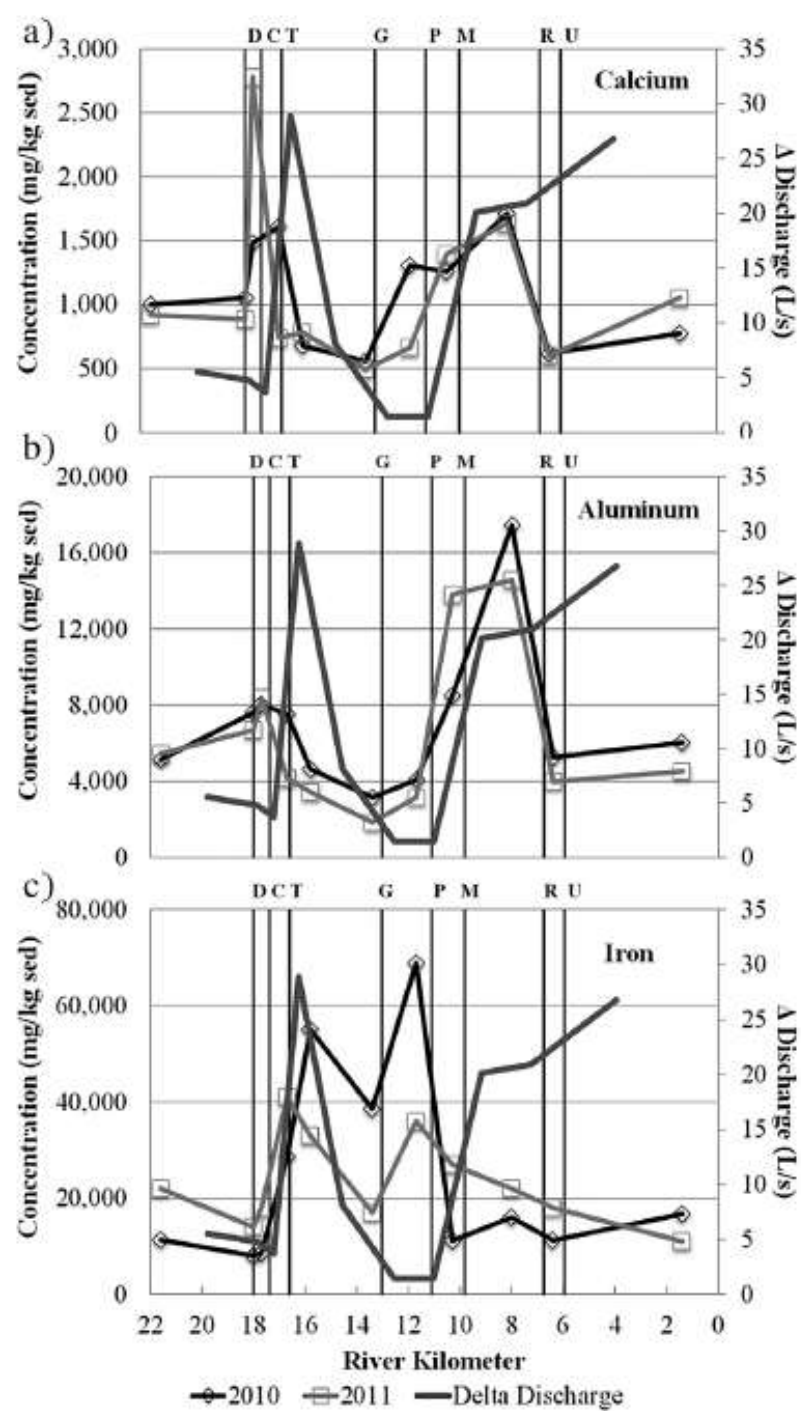 a) D C T G P M R U
3,000 35
Calcium
30
2,500
25
2,000
20
1,500
15
1,000
10
500
5
0 0
Concentration (mg/kg sed)
Δ Discharge (L/s)
b) D C T G P M R U
20,000 35
Aluminum
30
16,000
25
12,000
20
8,000
15
10
4,000
5
0 0
Concentration (mg/kg sed)
Δ Discharge (L/s)
c) D C T G P M R U
80,000 35
Iron
30
60,000
25
40,000
20
15
20,000
10
5
0 0
Concentration (mg/kg sed)
Δ Discharge (L/s)
22 20 18 16 14 12 10 8 6 4 2 0
River Kilometer
2010 2011 Delta Discharge